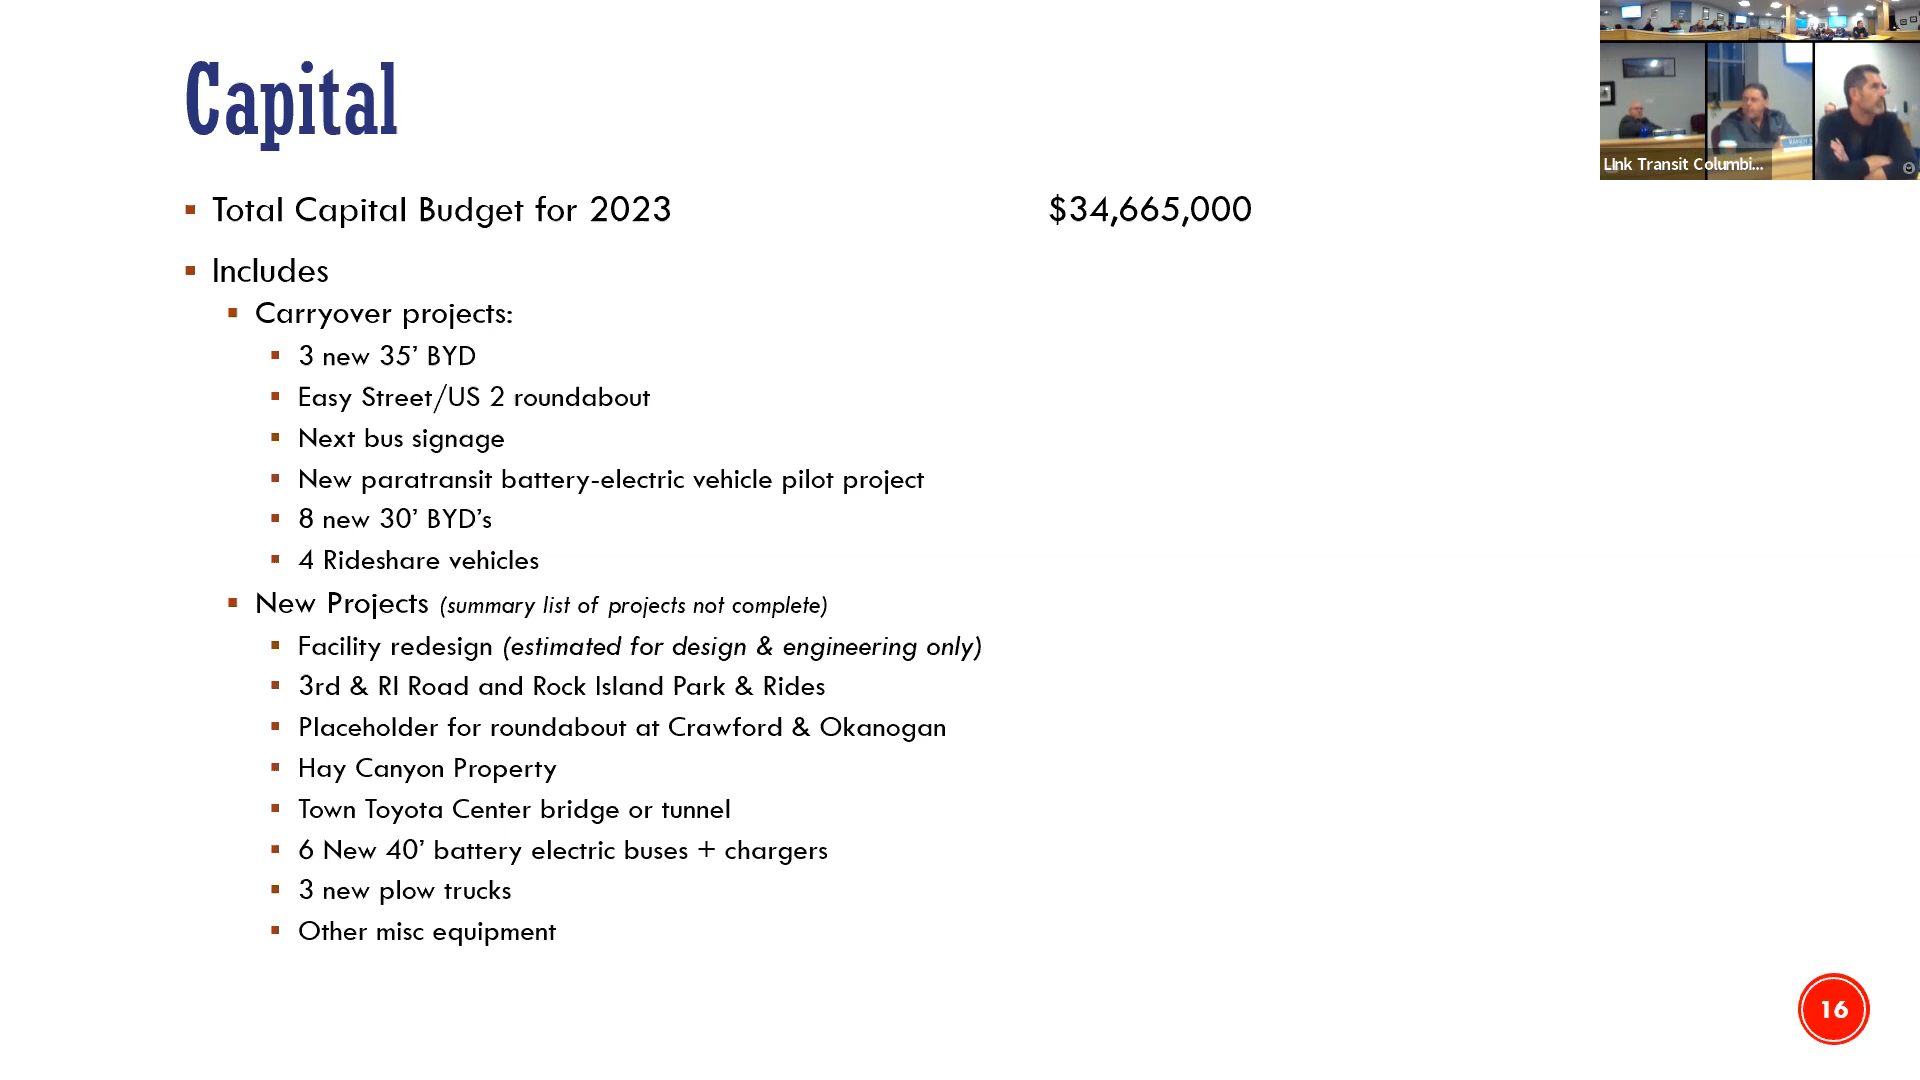 Capital
Total Capital Budget for 2023 $34,665,000
Includes
Carryover projects:
3 new 35’ BYD
Easy Street/US 2 roundabout
Next bus signage
New paratransit battery-electric vehicle pilot project
8 new 30’ BYD’s
4 Rideshare vehicles
New Projects (summary list of projects not complete)
Facility redesign (estimated for design & engineering only)
3rd & RI Road and Rock Island Park & Rides
Placeholder for roundabout at Crawford & Okanogan
Hay Canyon Property
Town Toyota Center bridge or tunnel
6 New 40’ battery electric buses + chargers
3 new plow trucks
Other misc equipment
LInk Transit Columbi...
16